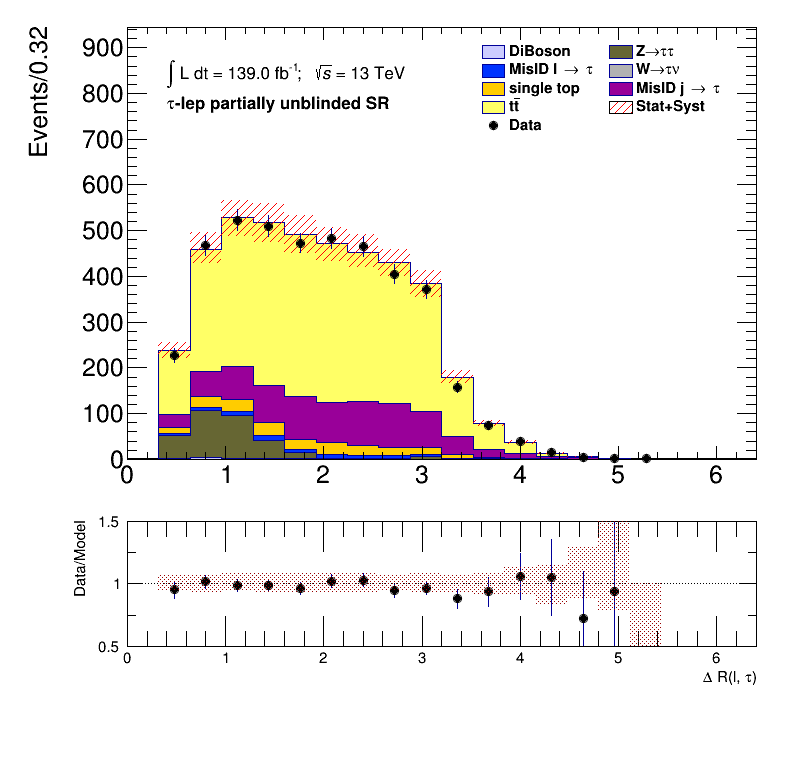 Events/0.32
900
800
700
600
500
400
300
200
100
0
∫ L dt = 139.0 fb⁻¹; √s = 13 TeV
τ-lep partially unblinded SR
DiBoson
Z→ττ
MisID l → τ
W→τν
single top
MisID j → τ
tt̄
Stat+Syst
Data
0 1 2 3 4 5 6
Data/Model
1.5
1
0.5
0 1 2 3 4 5 6
Δ R(l, τ)